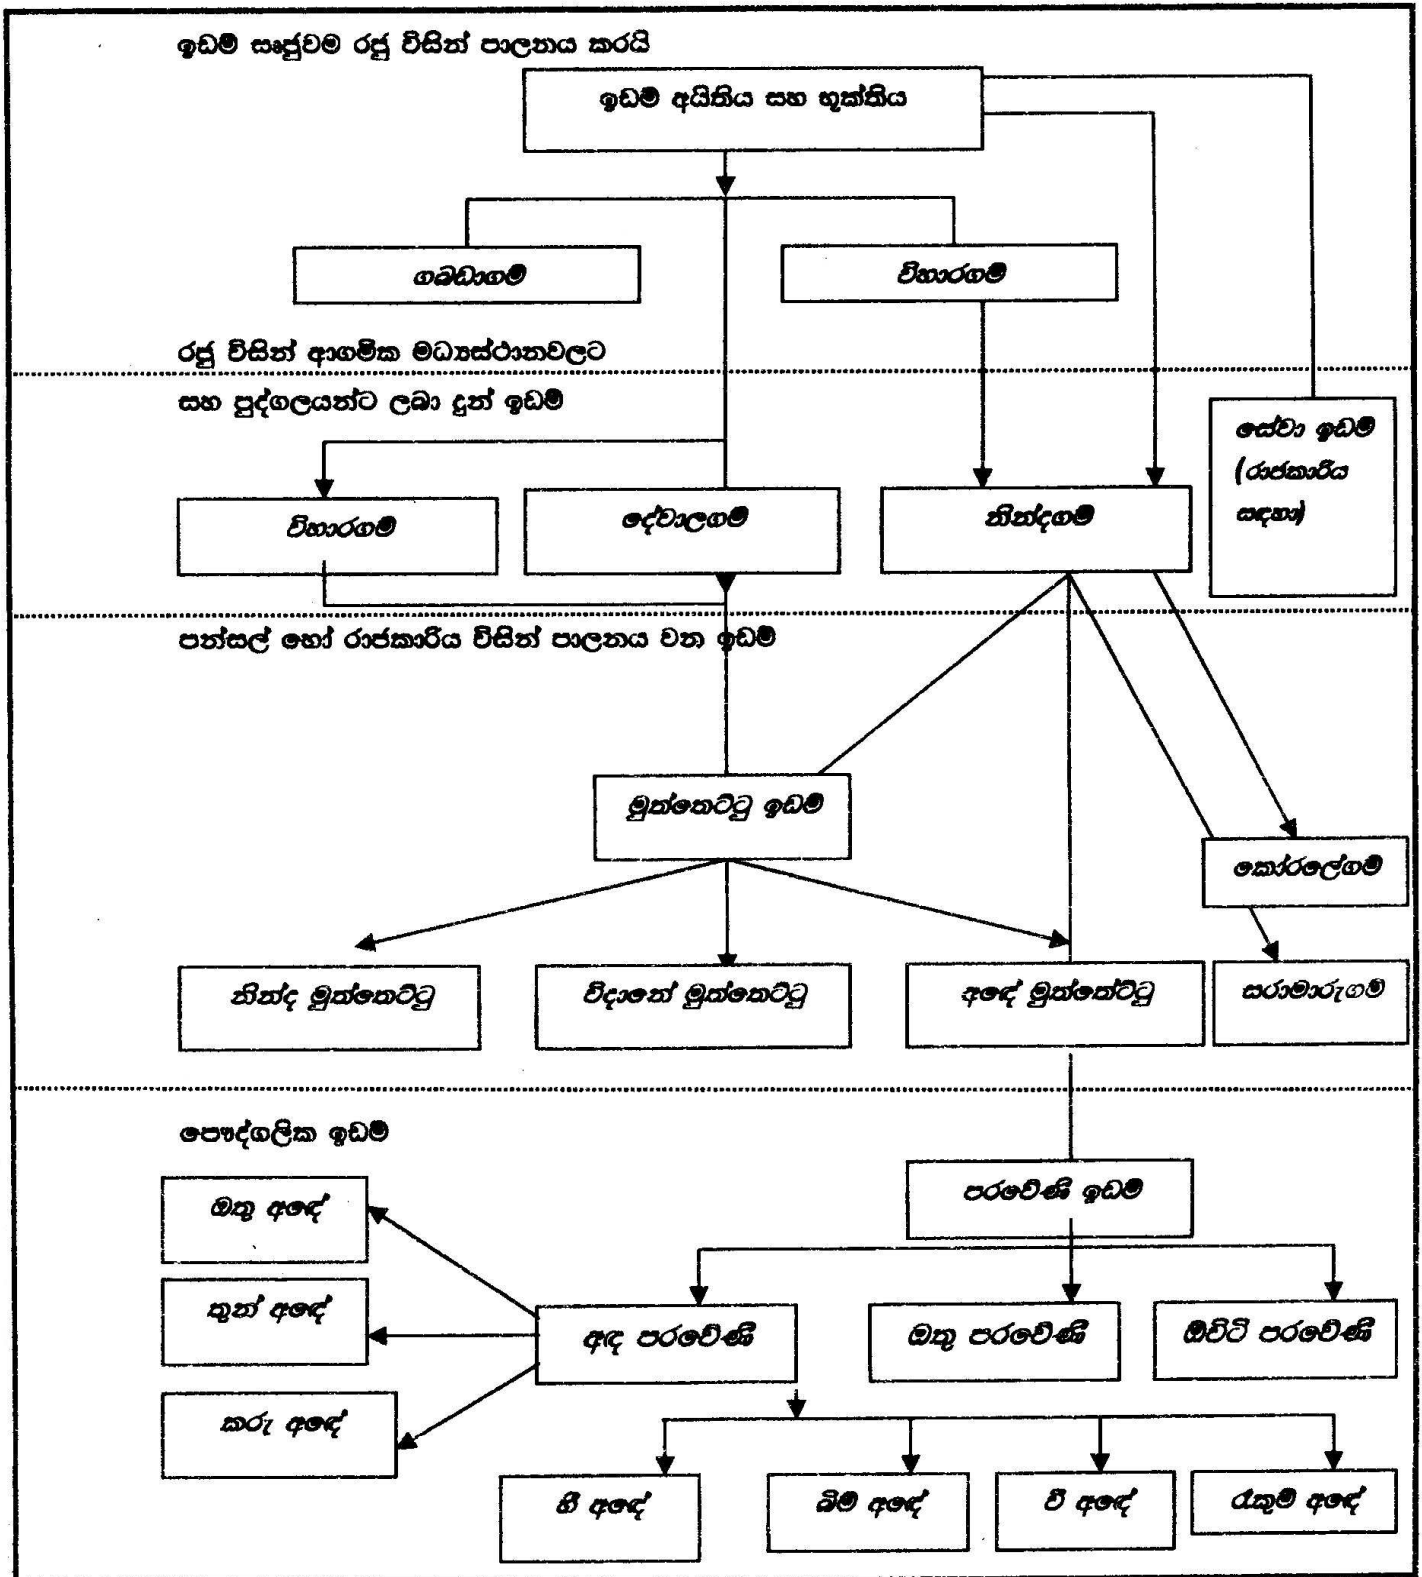 ඉඩම් සෘජුවම රජු විසින් පාලනය කරයි
ඉඩම් අයිතිය සහ භුක්තිය
ගබඩාගම්
විහාරගම්
රජු විසින් ආගමික මධ්‍යස්ථානවලට
සහ පුද්ගලයන්ට ලබා දුන් ඉඩම්
සේවා ඉඩම්
(රාජකාරිය
සඳහා)
විහාරගම්
දේවාලගම්
නින්දගම්
පන්සල් හෝ රාජකාරිය විසින් පාලනය වන ඉඩම්
මුත්තෙට්ටු ඉඩම්
කෝරලේගම්
නින්ද මුත්තෙට්ටු
විදානේ මුත්තෙට්ටු
අඳේ මුත්තේට්ටු
සරාමාරුගම්
පෞද්ගලික ඉඩම්
ඔතු අඳේ
පරවේණි ඉඩම්
තුන් අඳේ
අඳ පරවේණි
ඔතු පරවේණි
ඕවිටි පරවේණි
කරු අඳේ
හී අඳේ
බිම් අඳේ
වී අඳේ
රැකුම් අඳේ